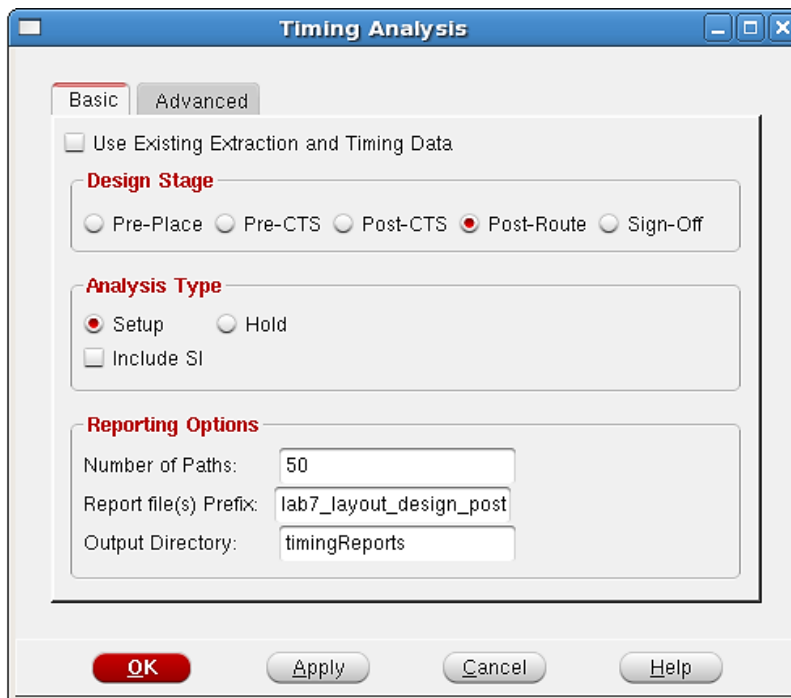 Timing Analysis
Basic Advanced
Use Existing Extraction and Timing Data
Design Stage
Pre-Place Pre-CTS Post-CTS Post-Route Sign-Off
Analysis Type
Setup Hold
Include SI
Reporting Options
Number of Paths: 50
Report file(s) Prefix: lab7_layout_design_post
Output Directory: timingReports
OK Apply Cancel Help